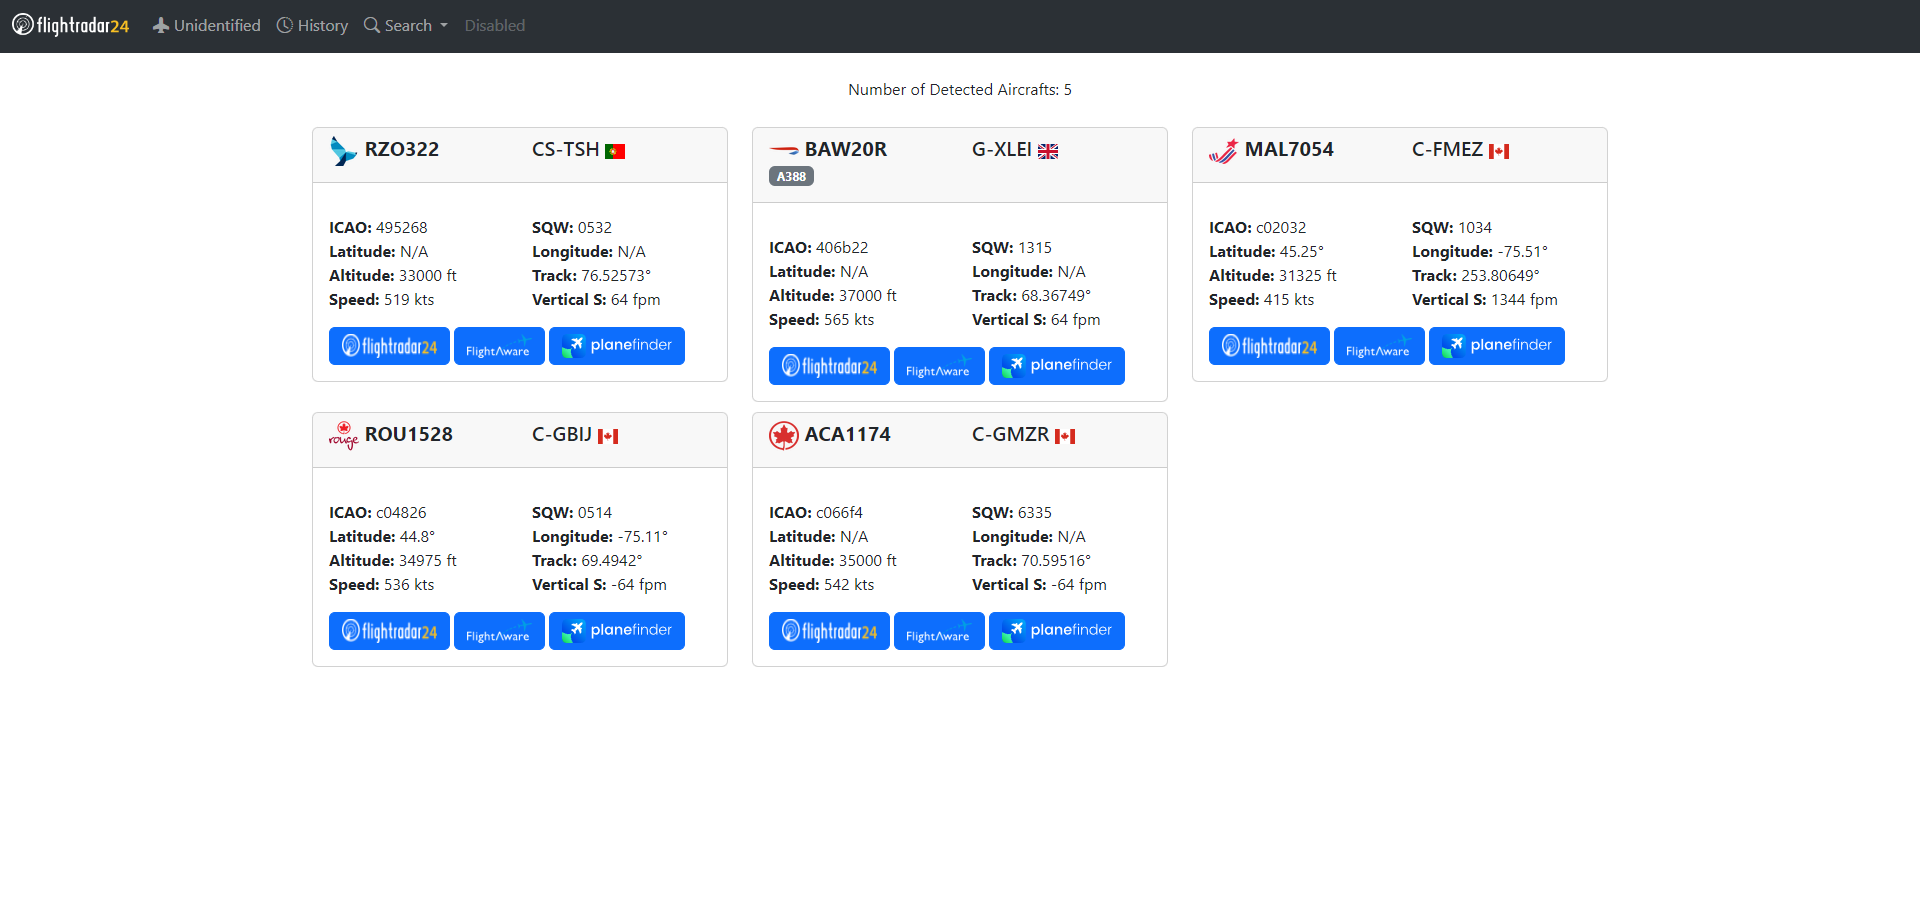 flightradar24 Unidentified History Search Disabled
Number of Detected Aircrafts: 5
RZO322 CS-TSH
ICAO: 495268 SQW: 0532
Latitude: N/A Longitude: N/A
Altitude: 33000 ft Track: 76.52573°
Speed: 519 kts Vertical S: 64 fpm
flightradar24 FlightAware planefinder
BAW20R G-XLEI
A388
ICAO: 406b22 SQW: 1315
Latitude: N/A Longitude: N/A
Altitude: 37000 ft Track: 68.36749°
Speed: 565 kts Vertical S: 64 fpm
flightradar24 FlightAware planefinder
MAL7054 C-FMEZ
ICAO: c02032 SQW: 1034
Latitude: 45.25° Longitude: -75.51°
Altitude: 31325 ft Track: 253.80649°
Speed: 415 kts Vertical S: 1344 fpm
flightradar24 FlightAware planefinder
rouge ROU1528 C-GBIJ
ICAO: c04826 SQW: 0514
Latitude: 44.8° Longitude: -75.11°
Altitude: 34975 ft Track: 69.4942°
Speed: 536 kts Vertical S: -64 fpm
flightradar24 FlightAware planefinder
ACA1174 C-GMZR
ICAO: c066f4 SQW: 6335
Latitude: N/A Longitude: N/A
Altitude: 35000 ft Track: 70.59516°
Speed: 542 kts Vertical S: -64 fpm
flightradar24 FlightAware planefinder